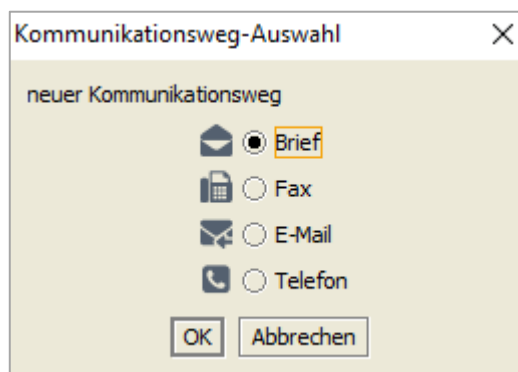 Kommunikationsweg-Auswahl
neuer Kommunikationsweg
Brief
Fax
E-Mail
Telefon
OK Abbrechen